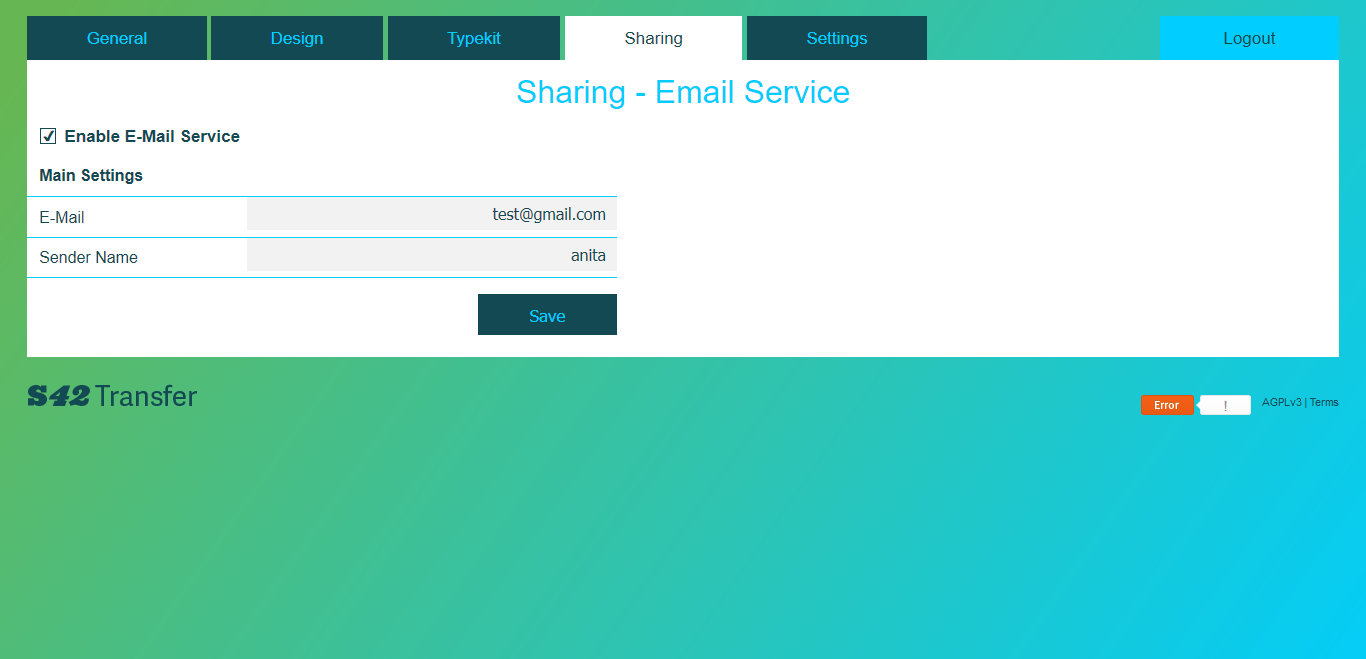 General Design Typekit Sharing Settings Logout
Sharing - Email Service
Enable E-Mail Service
Main Settings
E-Mail test@gmail.com
Sender Name anita
Save
S42 Transfer
Error ! AGPLv3 | Terms